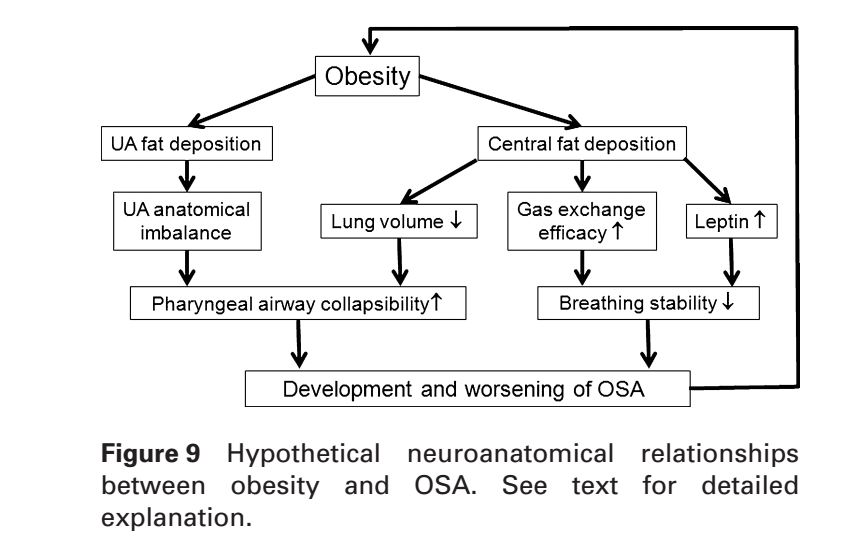 Obesity
UA fat deposition
Central fat deposition
UA anatomical
imbalance
Lung volume ↓
Gas exchange
efficacy ↑
Leptin ↑
Pharyngeal airway collapsibility↑
Breathing stability ↓
Development and worsening of OSA
Figure 9 Hypothetical neuroanatomical relationships
between obesity and OSA. See text for detailed
explanation.